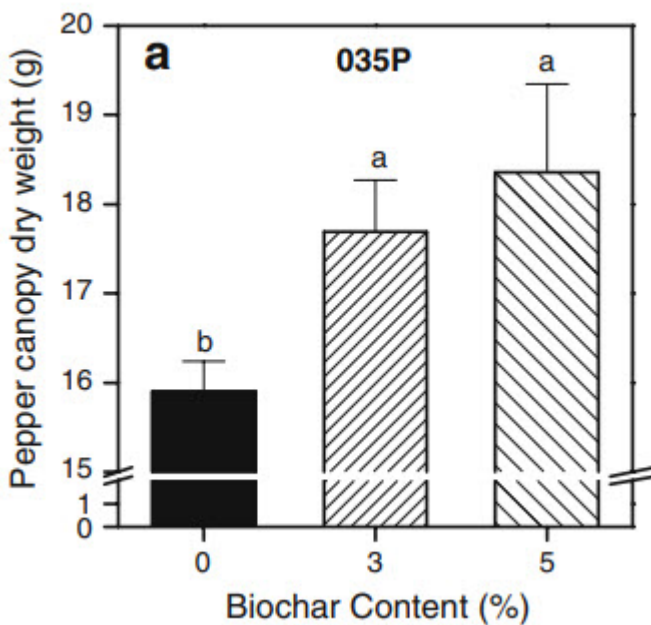 20
a
035P
a
19
a
18
17
b
16
15
1
0
0
3
5
Pepper canopy dry weight (g)
Biochar Content (%)